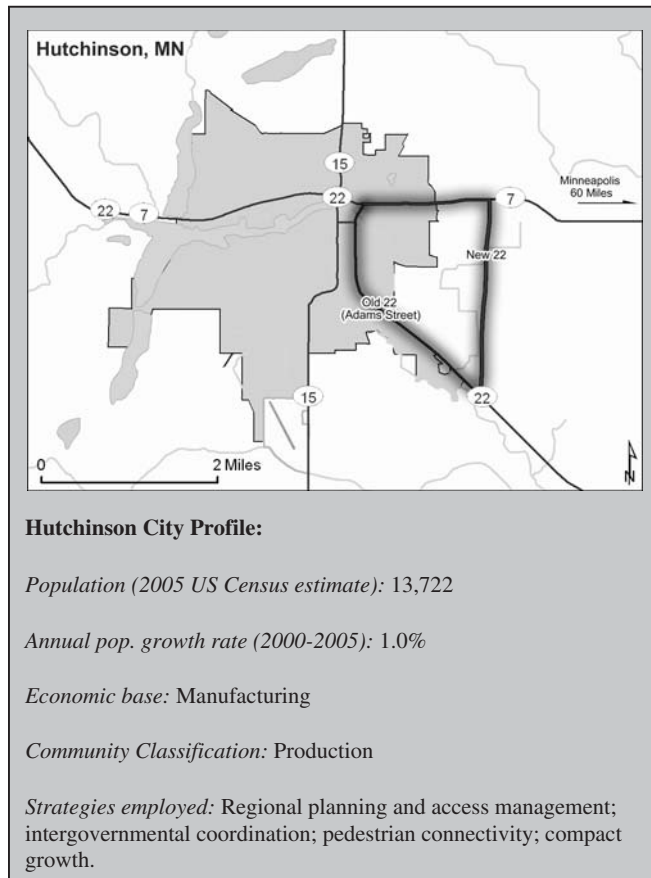 Hutchinson, MN
15
22
7
Minneapolis
60 Miles
22
7
New 22
Old 22
(Adams Street)
15
22
0
2 Miles
N
Hutchinson City Profile:
Population (2005 US Census estimate): 13,722
Annual pop. growth rate (2000-2005): 1.0%
Economic base: Manufacturing
Community Classification: Production
Strategies employed: Regional planning and access management;
intergovernmental coordination; pedestrian connectivity; compact
growth.